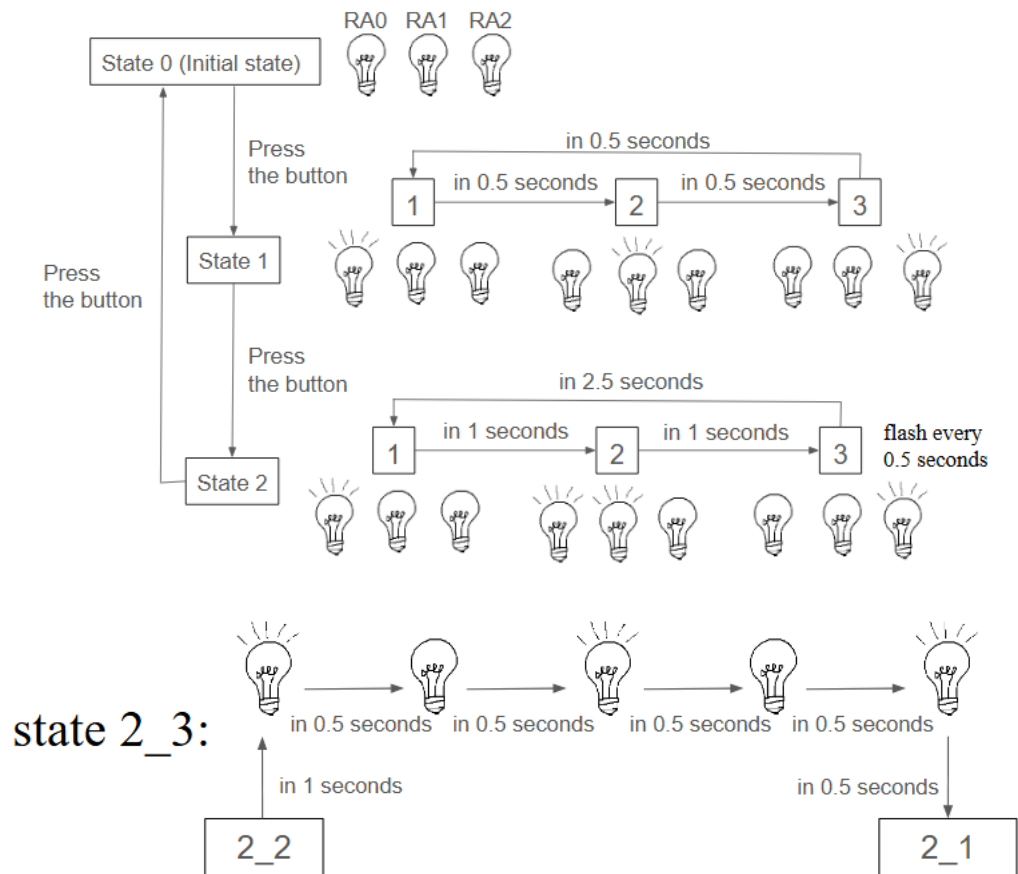 RA0 RA1 RA2
State 0 (Initial state)
Press
the button
in 0.5 seconds
in 0.5 seconds
in 0.5 seconds
1
2
3
State 1
Press
the button
Press
the button
in 2.5 seconds
in 1 seconds
in 1 seconds
1
2
3
flash every
0.5 seconds
State 2
state 2_3:
in 0.5 seconds
in 0.5 seconds
in 0.5 seconds
in 0.5 seconds
in 1 seconds
in 0.5 seconds
2_2
2_1